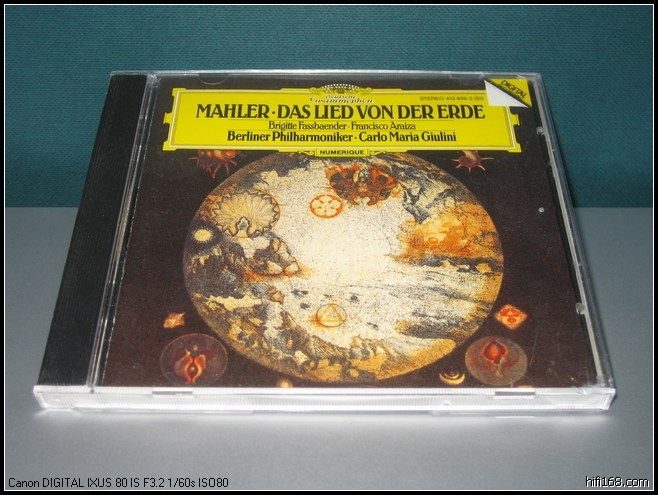 Deutsche
Grammophon
STEREO 413 459-2 GH
DIGITAL
MAHLER · DAS LIED VON DER ERDE
Brigitte Fassbaender · Francisco Araiza
Berliner Philharmoniker · Carlo Maria Giulini
NUMERIQUE
Canon DIGITAL IXUS 80 IS F3.2 1/60s ISO80
hifi168.com